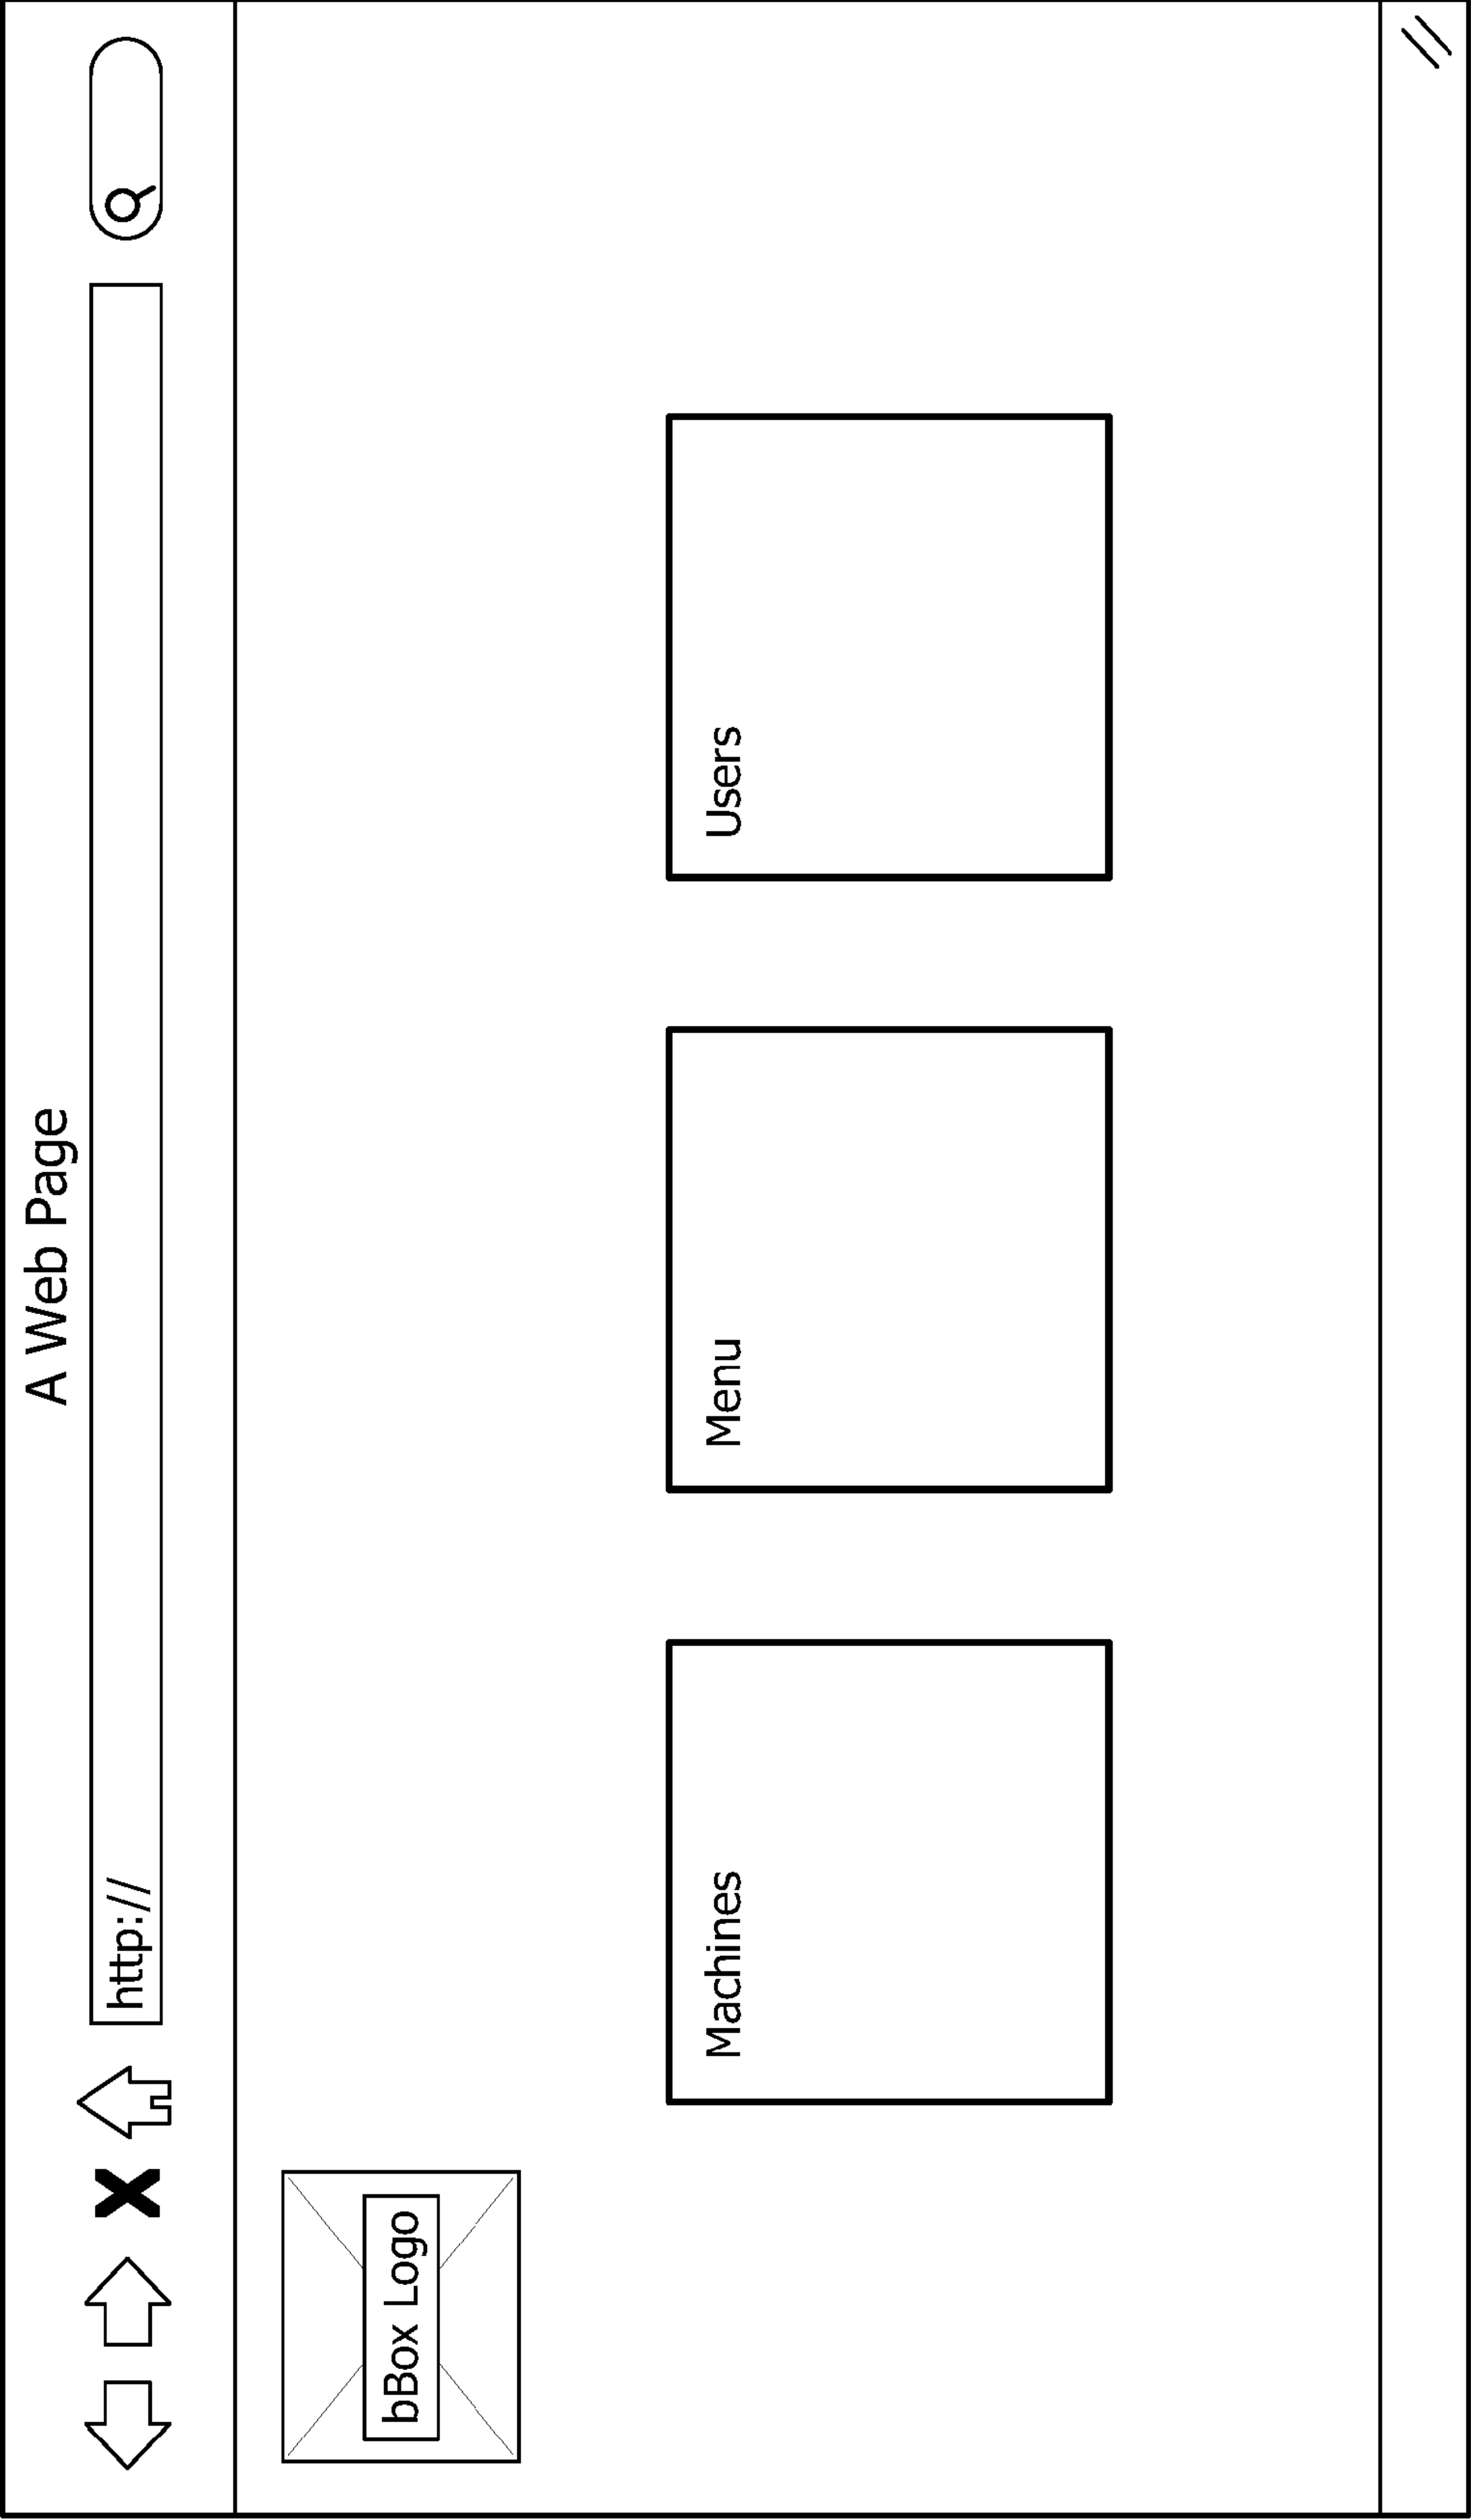 A Web Page
http://
bBox Logo
Machines
Menu
Users